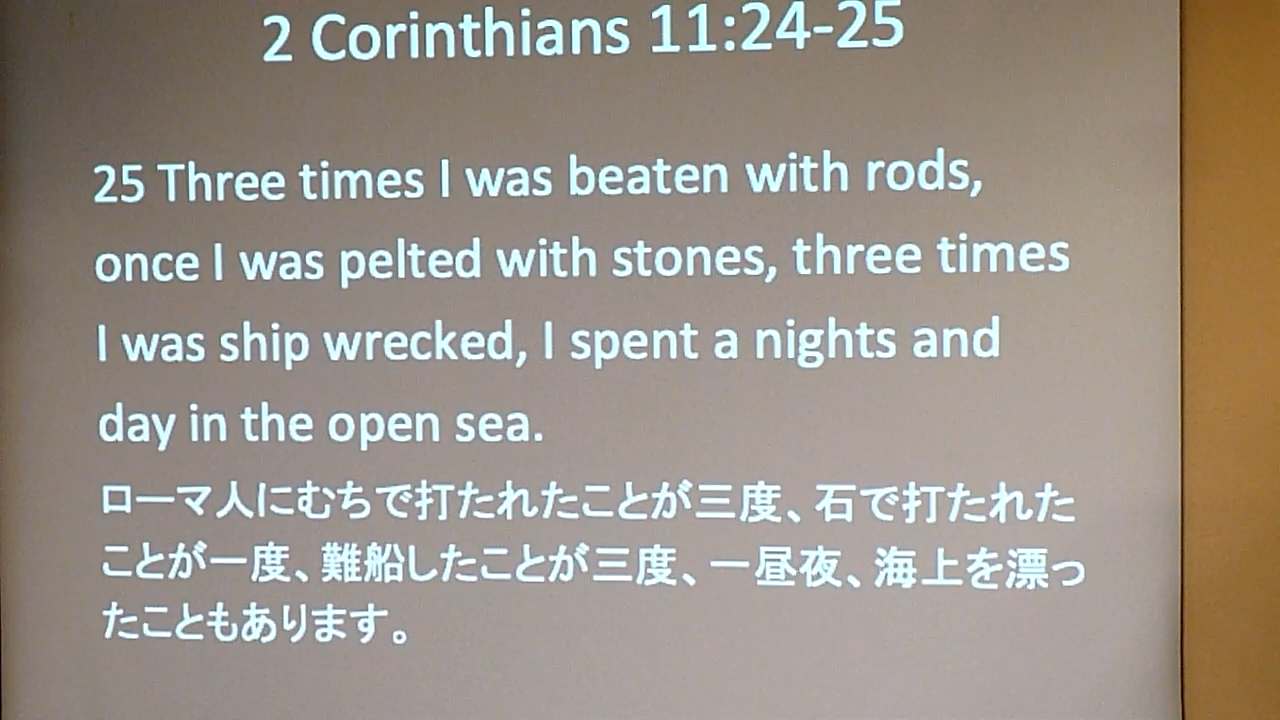 2 Corinthians 11:24-25
25 Three times I was beaten with rods,
once I was pelted with stones, three times
I was ship wrecked, I spent a nights and
day in the open sea.
ローマ人にむちで打たれたことが三度、石で打たれた
ことが一度、難船したことが三度、一昼夜、海上を漂っ
たこともあります。